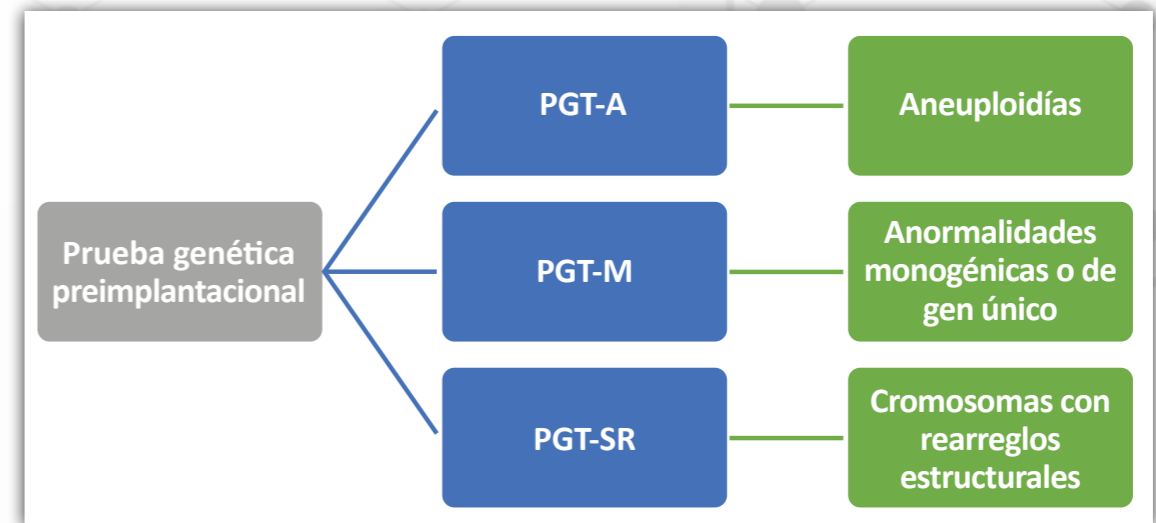 Prueba genética
preimplantacional
PGT-A
Aneuploidías
PGT-M
Anormalidades
monogénicas o de
gen único
PGT-SR
Cromosomas con
rearreglos
estructurales